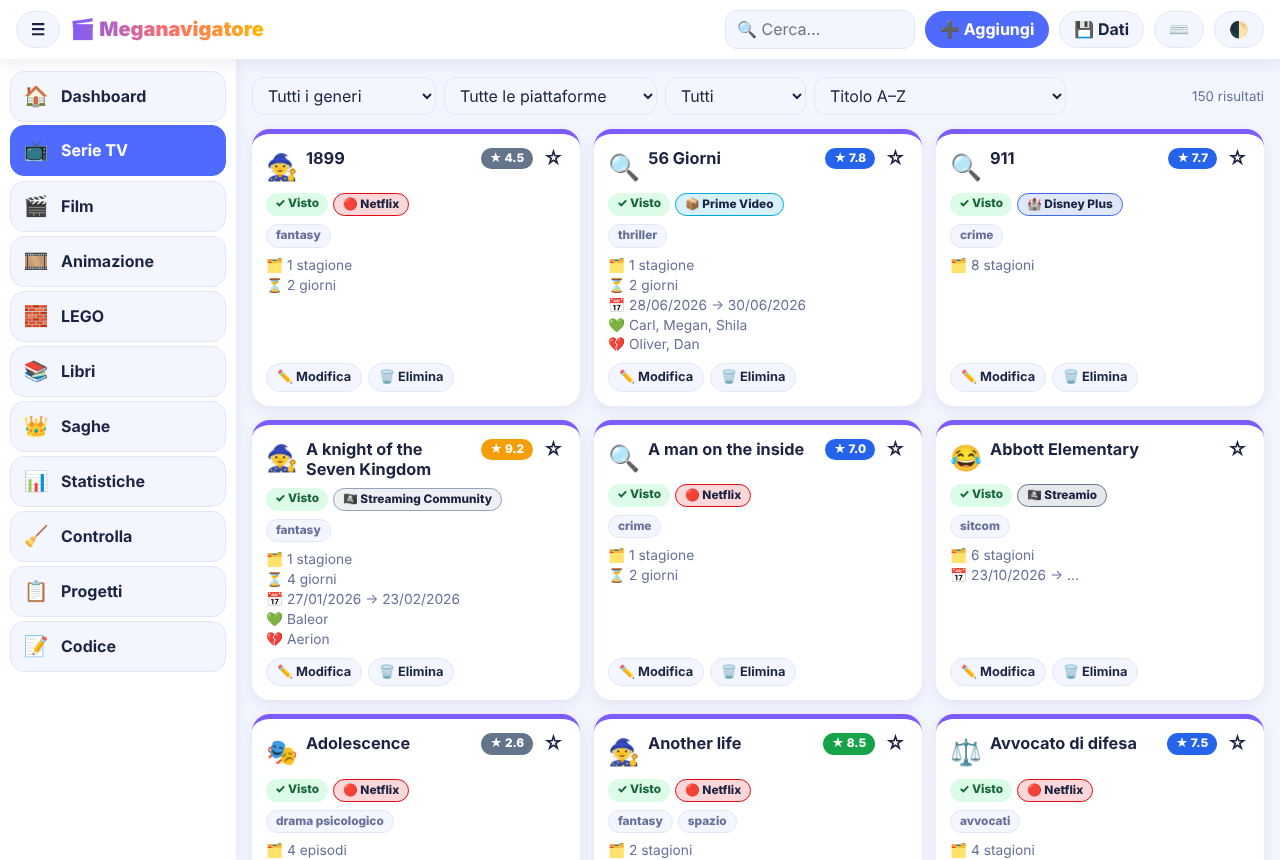 ☰ Meganavigatore
🔍 Cerca...
➕ Aggiungi
💾 Dati
Dashboard
Serie TV
Film
Animazione
LEGO
Libri
Saghe
Statistiche
Controlla
Progetti
Codice
Tutti i generi
Tutte le piattaforme
Tutti
Titolo A–Z
150 risultati
1899
★ 4.5 ☆
✓ Visto
Netflix
fantasy
1 stagione
2 giorni
Modifica
Elimina
56 Giorni
★ 7.8 ☆
✓ Visto
Prime Video
thriller
1 stagione
2 giorni
28/06/2026 → 30/06/2026
Carl, Megan, Shila
Oliver, Dan
Modifica
Elimina
911
★ 7.7 ☆
✓ Visto
Disney Plus
crime
8 stagioni
Modifica
Elimina
A knight of the
Seven Kingdom
★ 9.2 ☆
✓ Visto
Streaming Community
fantasy
1 stagione
4 giorni
27/01/2026 → 23/02/2026
Baleor
Aerion
Modifica
Elimina
A man on the inside
★ 7.0 ☆
✓ Visto
Netflix
crime
1 stagione
2 giorni
Modifica
Elimina
Abbott Elementary
☆
✓ Visto
Streamio
sitcom
6 stagioni
23/10/2026 → ...
Modifica
Elimina
Adolescence
★ 2.6 ☆
✓ Visto
Netflix
drama psicologico
4 episodi
Another life
★ 8.5 ☆
✓ Visto
Netflix
fantasy
spazio
2 stagioni
Avvocato di difesa
★ 7.5 ☆
✓ Visto
Netflix
avvocati
4 stagioni